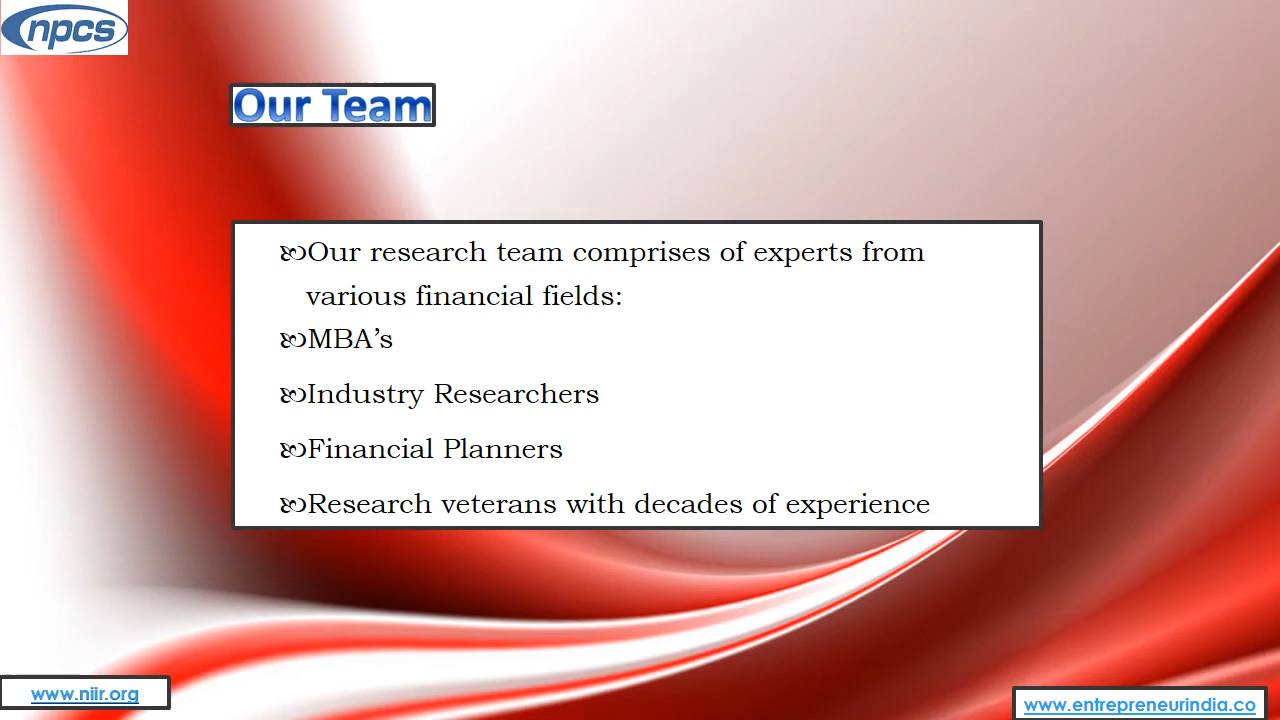 npcs
Our Team
Our research team comprises of experts from
various financial fields:
MBA’s
Industry Researchers
Financial Planners
Research veterans with decades of experience
www.niir.org
www.entrepreneurindia.co